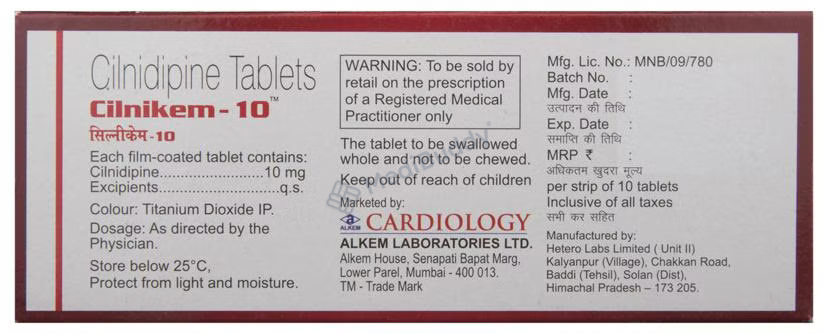 Cilnidipine Tablets
Cilnikem - 10™
सिल्नीकेम-10
Each film-coated tablet contains:
Cilnidipine........................10 mg
Excipients............................q.s.
Colour: Titanium Dioxide IP.
Dosage: As directed by the
Physician.
Store below 25°C,
Protect from light and moisture.
WARNING: To be sold by
retail on the prescription
of a Registered Medical
Practitioner only
The tablet to be swallowed
whole and not to be chewed.
Keep out of reach of children
Marketed by:
a
ALKEM
CARDIOLOGY
ALKEM LABORATORIES LTD.
Alkem House, Senapati Bapat Marg,
Lower Parel, Mumbai - 400 013.
TM - Trade Mark
MediBuddy
Mfg. Lic. No.: MNB/09/780
Batch No. :
Mfg. Date :
उत्पादन की तिथि
Exp. Date :
समाप्ति की तिथि
MRP ₹ :
अधिकतम खुदरा मूल्य
per strip of 10 tablets
Inclusive of all taxes
सभी कर सहित
Manufactured by:
Hetero Labs Limited ( Unit II)
Kalyanpur (Village), Chakkan Road,
Baddi (Tehsil), Solan (Dist),
Himachal Pradesh – 173 205.